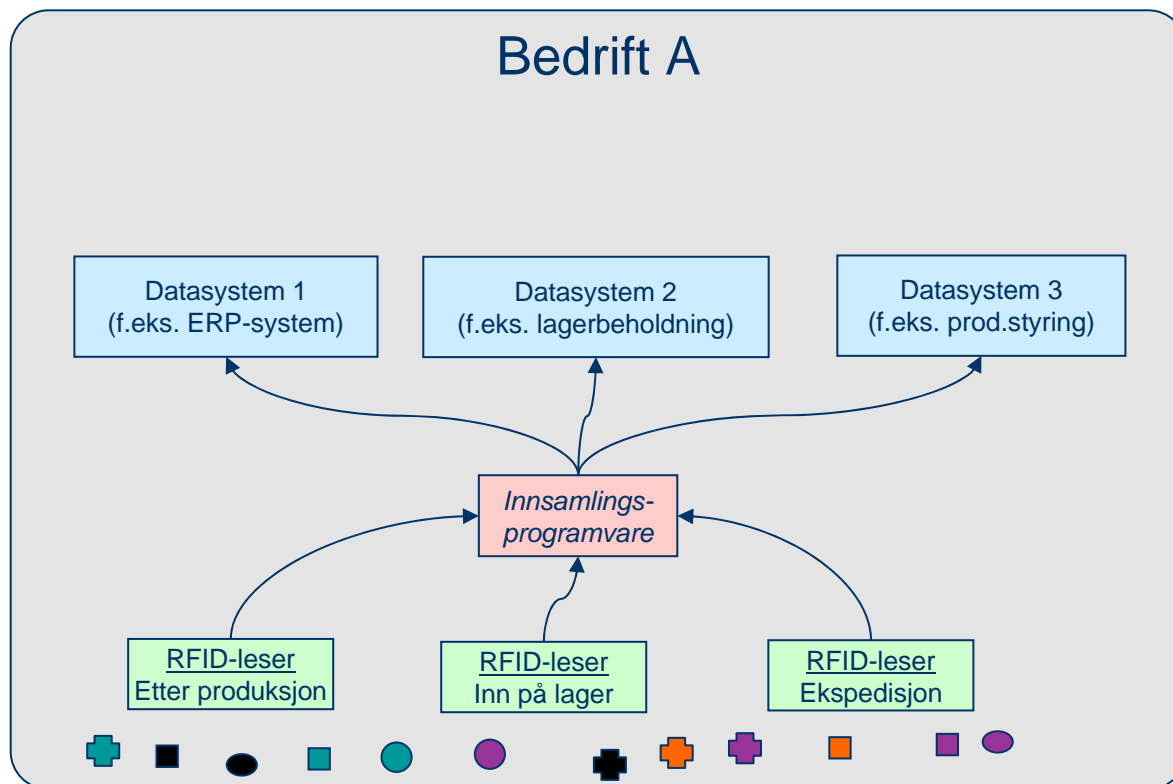 Bedrift A
Datasystem 1
(f.eks. ERP-system)
Datasystem 2
(f.eks. lagerbeholdning)
Datasystem 3
(f.eks. prod.styring)
Innsamlings-
programvare
RFID-leser
Etter produksjon
RFID-leser
Inn på lager
RFID-leser
Ekspedisjon